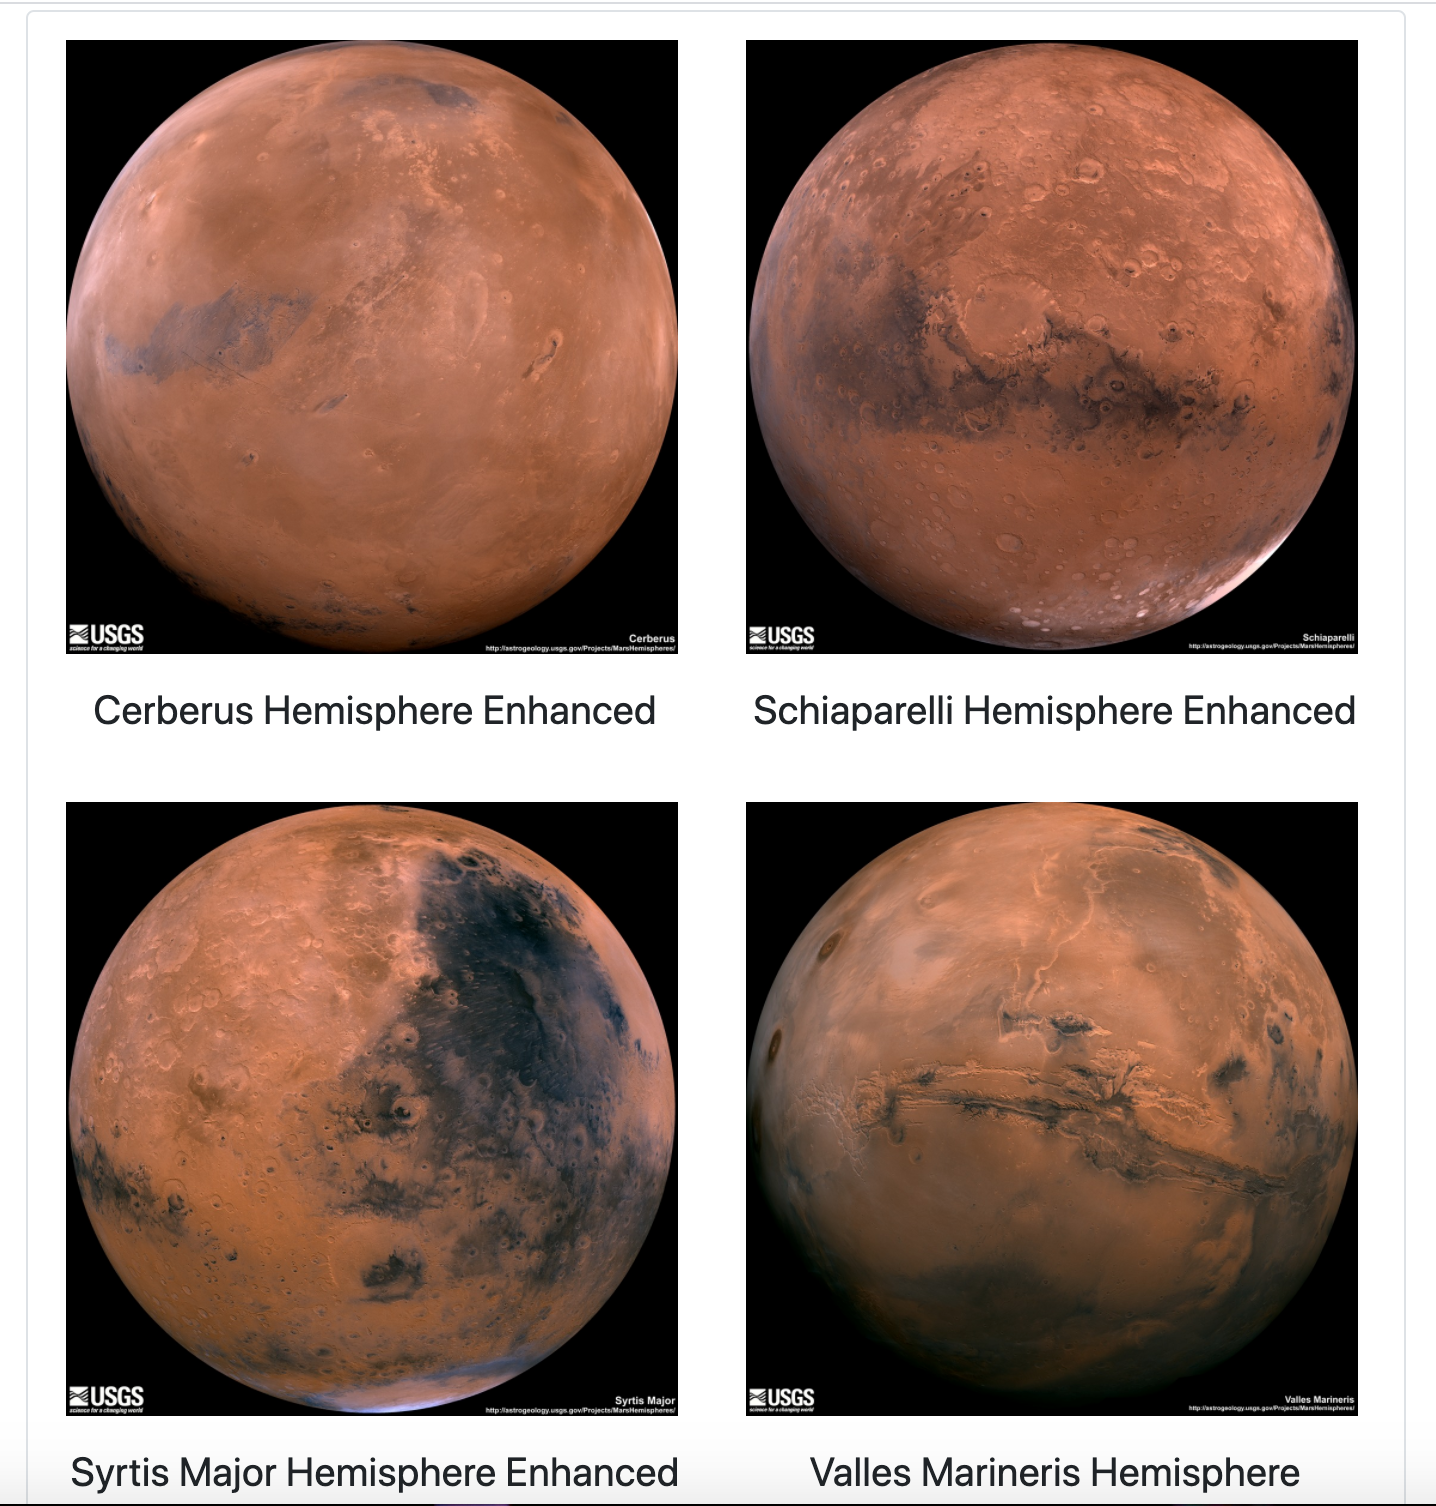 USGS
science for a changing world
Cerberus
http://astrogeology.usgs.gov/Projects/MarsHemispheres/
USGS
science for a changing world
Schiaparelli
http://astrogeology.usgs.gov/Projects/MarsHemispheres/
Cerberus Hemisphere Enhanced
Schiaparelli Hemisphere Enhanced
USGS
science for a changing world
Syrtis Major
http://astrogeology.usgs.gov/Projects/MarsHemispheres/
USGS
science for a changing world
Valles Marineris
http://astrogeology.usgs.gov/Projects/MarsHemispheres/
Syrtis Major Hemisphere Enhanced
Valles Marineris Hemisphere